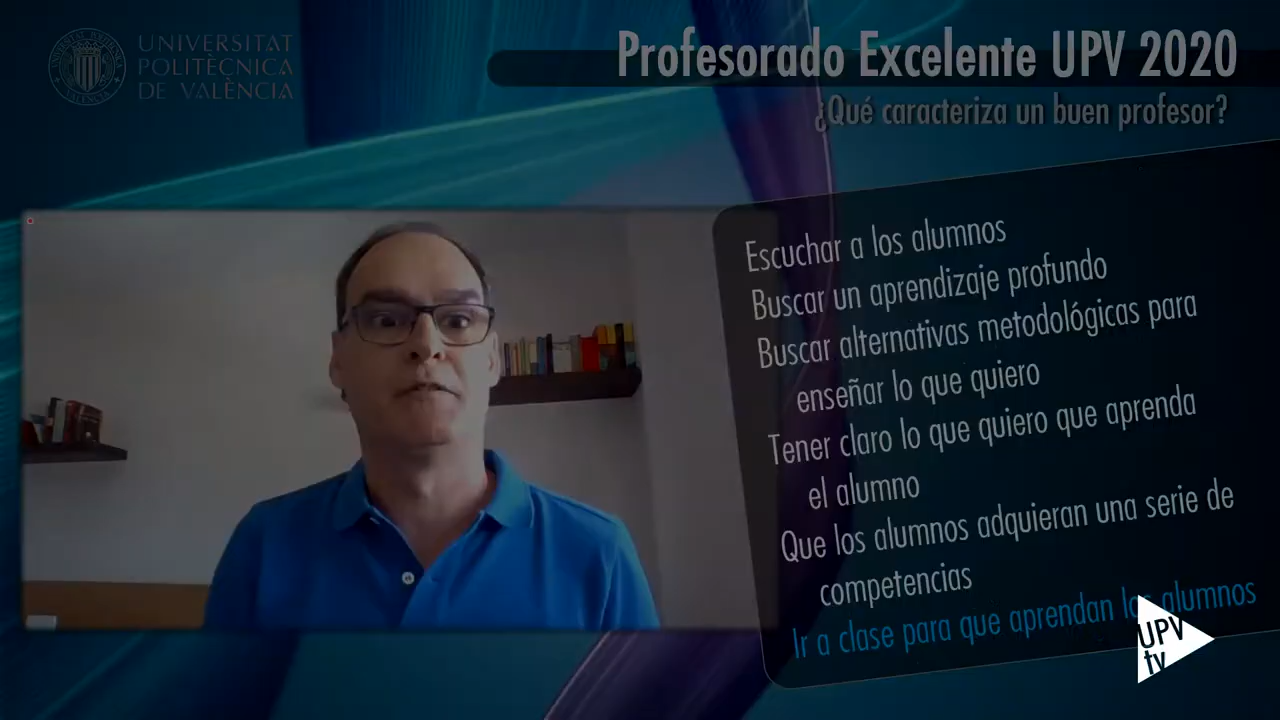 UNIVERSITAT
POLITÈCNICA
DE VALÈNCIA
Profesorado Excelente UPV 2020
¿Qué caracteriza un buen profesor?
Escuchar a los alumnos
Buscar un aprendizaje profundo
Buscar alternativas metodológicas para
enseñar lo que quiero
Tener claro lo que quiero que aprenda
el alumno
Que los alumnos adquieran una serie de
competencias
Ir a clase para que aprendan los alumnos
UPV
tv